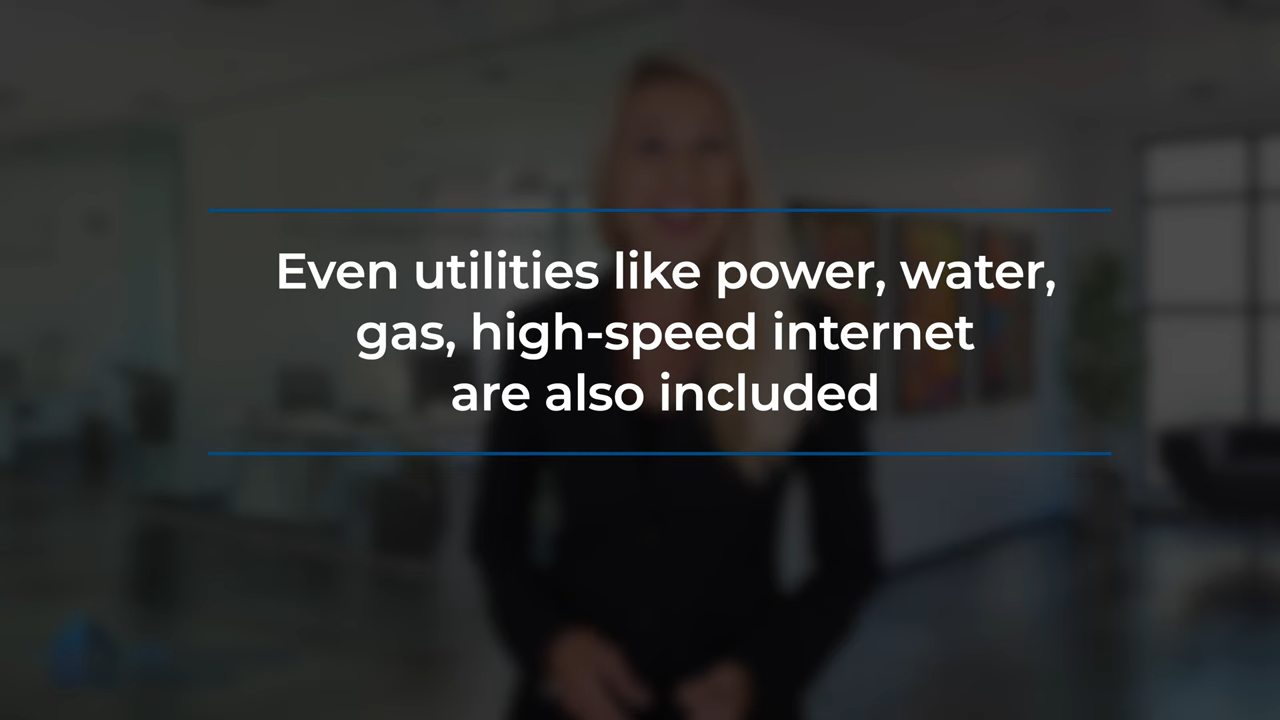 Even utilities like power, water,
gas, high-speed internet
are also included